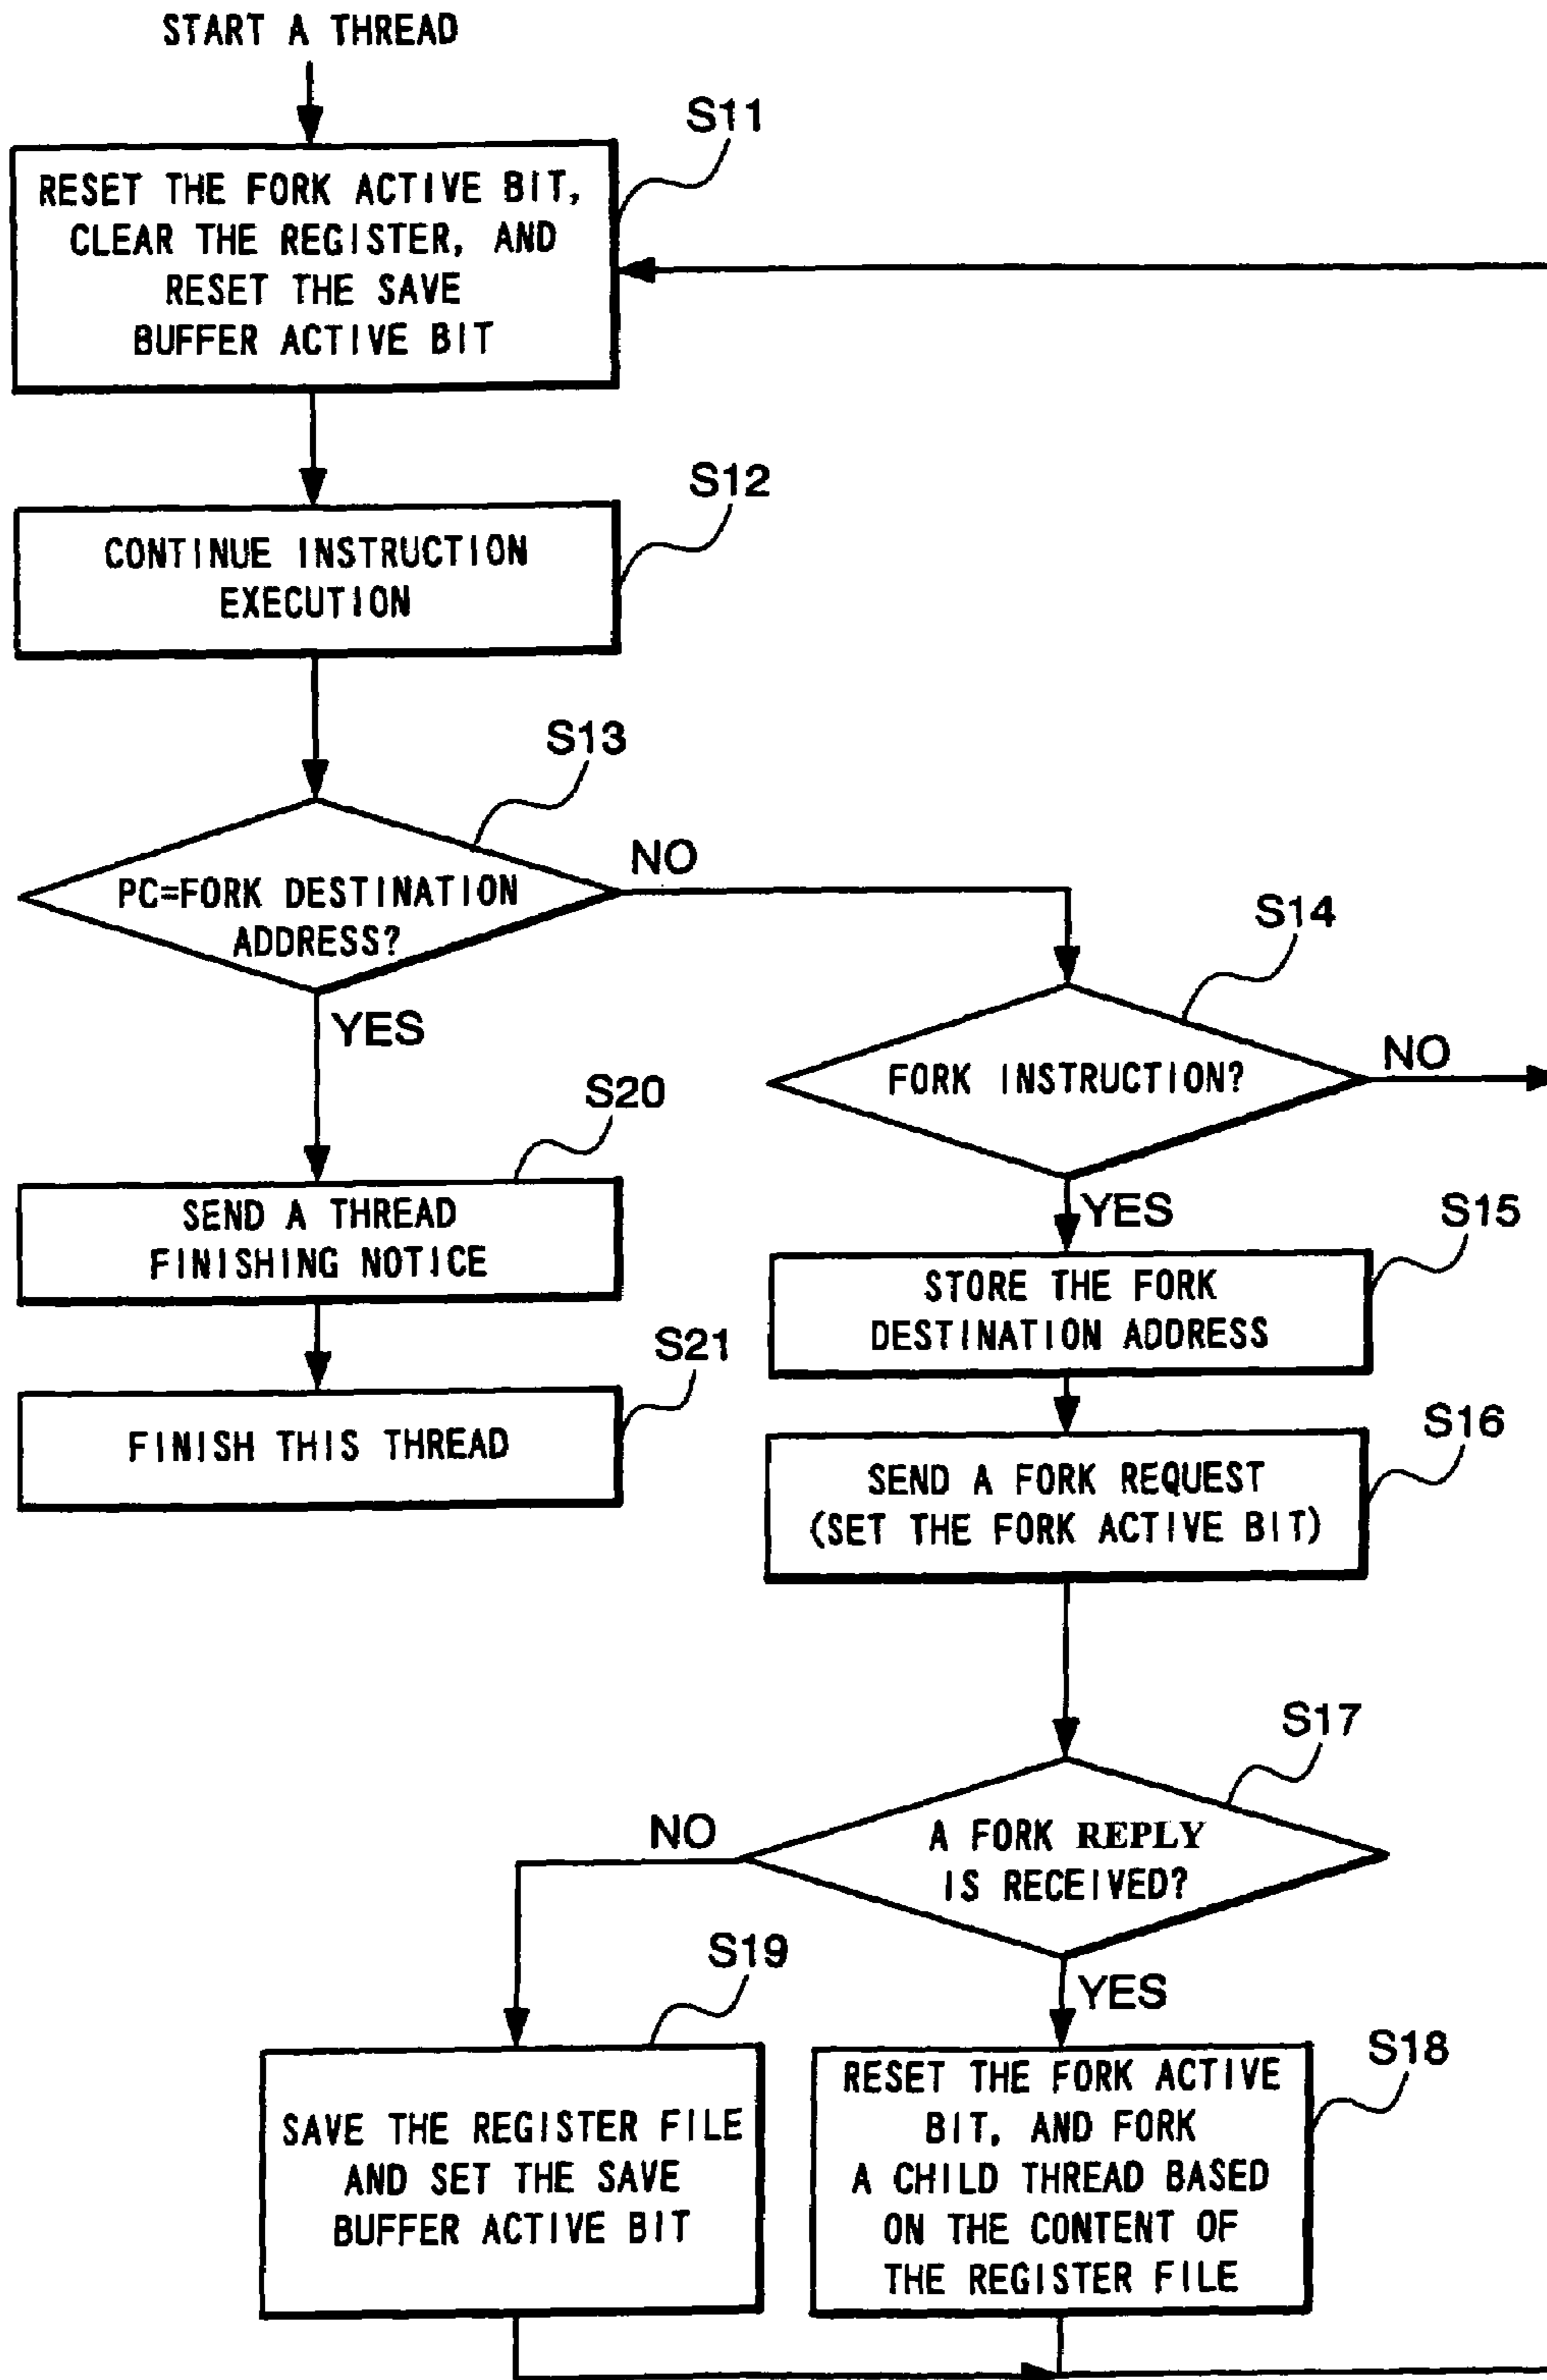 START A THREAD
S11
RESET THE FORK ACTIVE BIT,
CLEAR THE REGISTER, AND
RESET THE SAVE
BUFFER ACTIVE BIT
S12
CONTINUE INSTRUCTION
EXECUTION
S13
PC=FORK DESTINATION
ADDRESS?
NO
YES
S14
FORK INSTRUCTION?
NO
YES
S20
SEND A THREAD
FINISHING NOTICE
S21
FINISH THIS THREAD
S15
STORE THE FORK
DESTINATION ADDRESS
S16
SEND A FORK REQUEST
(SET THE FORK ACTIVE BIT)
S17
A FORK REPLY
IS RECEIVED?
NO
YES
S19
SAVE THE REGISTER FILE
AND SET THE SAVE
BUFFER ACTIVE BIT
S18
RESET THE FORK ACTIVE
BIT, AND FORK
A CHILD THREAD BASED
ON THE CONTENT OF
THE REGISTER FILE